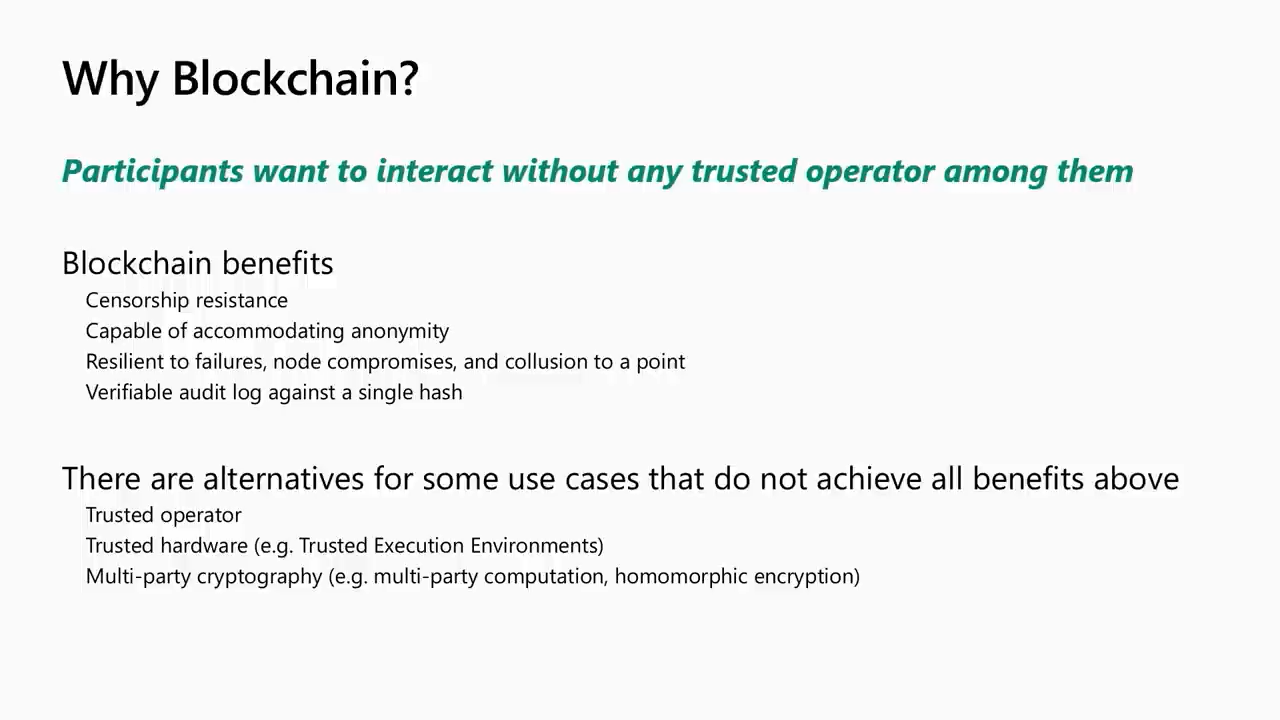 Why Blockchain?
Participants want to interact without any trusted operator among them
Blockchain benefits
Censorship resistance
Capable of accommodating anonymity
Resilient to failures, node compromises, and collusion to a point
Verifiable audit log against a single hash
There are alternatives for some use cases that do not achieve all benefits above
Trusted operator
Trusted hardware (e.g. Trusted Execution Environments)
Multi-party cryptography (e.g. multi-party computation, homomorphic encryption)